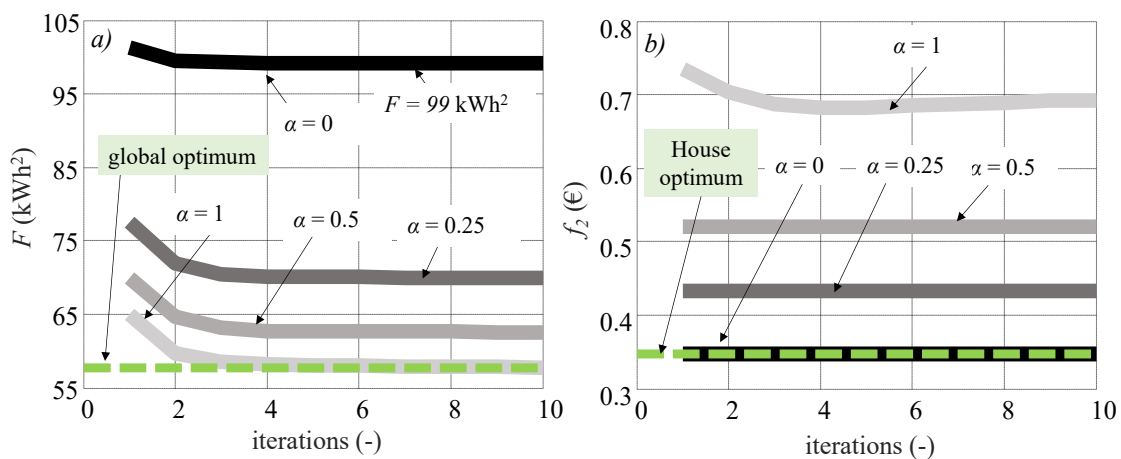 a)
105
95
85
75
65
55
F (kWh²)
α = 0
F = 99 kWh²
global optimum
α = 1
α = 0.5
α = 0.25
0 2 4 6 8 10
iterations (-)
b)
0.8
0.7
0.6
0.5
0.4
0.3
f₂ (€)
α = 1
House
optimum
α = 0
α = 0.25
α = 0.5
0 2 4 6 8 10
iterations (-)